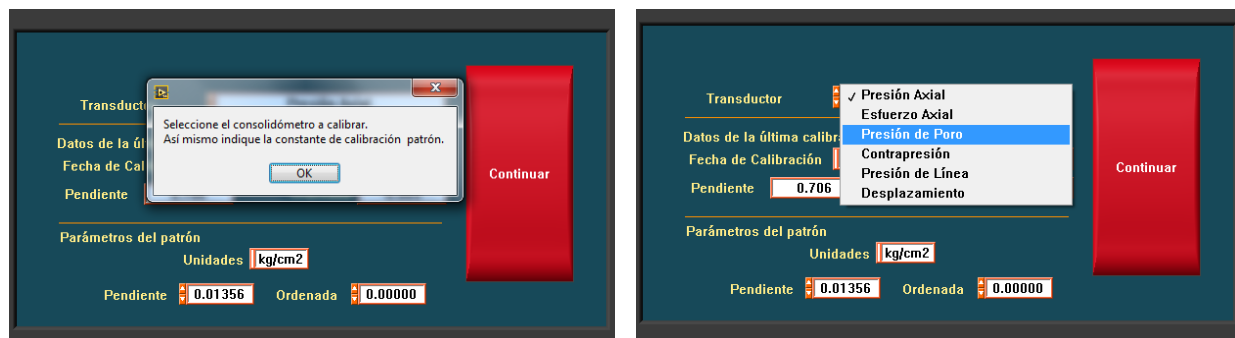 Transducto
Seleccione el consolidómetro a calibrar.
Así mismo indique la constante de calibración patrón.
OK
Datos de la úl
Fecha de Cal
Pendiente
Continuar
Parámetros del patrón
Unidades kg/cm2
Pendiente 0.01356 Ordenada 0.00000
Transductor
✓ Presión Axial
Esfuerzo Axial
Presión de Poro
Contrapresión
Presión de Línea
Desplazamiento
Datos de la última calibr
Fecha de Calibración
Pendiente 0.706
Continuar
Parámetros del patrón
Unidades kg/cm2
Pendiente 0.01356 Ordenada 0.00000